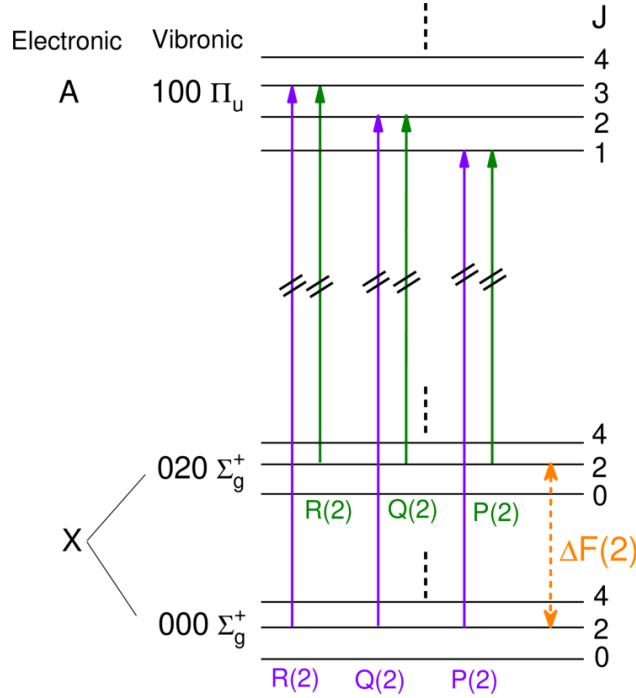 Electronic Vibronic J
4
A 100 Πu 3
2
1
4
020 Σg+ 2
0
R(2) Q(2) P(2)
X
ΔF(2)
4
000 Σg+ 2
0
R(2) Q(2) P(2)